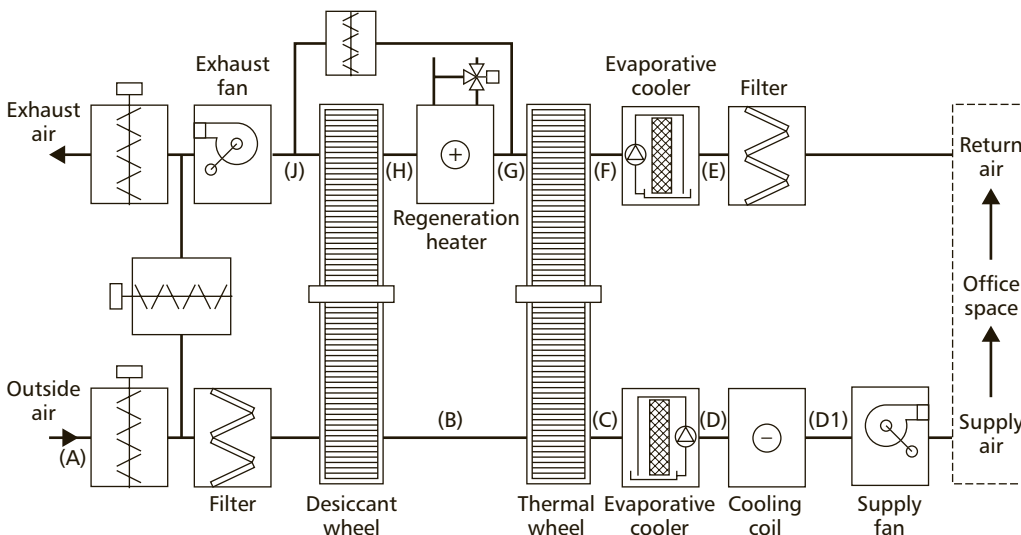 Exhaust
fan
Evaporative
cooler
Filter
Exhaust
air
Return
air
(J)
(H)
(G)
(F)
(E)
Regeneration
heater
Office
space
Outside
air
(A)
(B)
(C)
(D)
(D1)
Supply
air
Filter
Desiccant
wheel
Thermal
wheel
Evaporative
cooler
Cooling
coil
Supply
fan